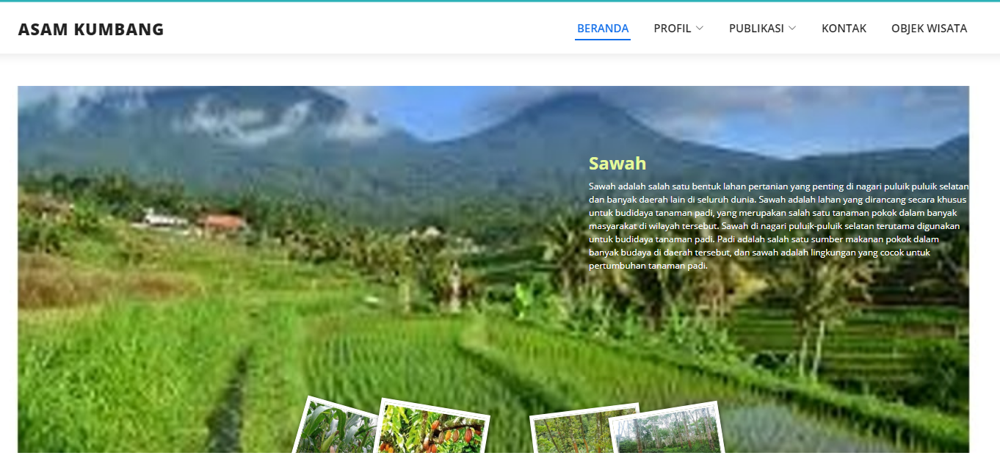 ASAM KUMBANG
BERANDA
PROFIL
PUBLIKASI
KONTAK
OBJEK WISATA
Sawah
Sawah adalah salah satu bentuk lahan pertanian yang penting di nagari puluik puluik selatan
dan banyak daerah lain di seluruh dunia. Sawah adalah lahan yang dirancang secara khusus
untuk budidaya tanaman padi, yang merupakan salah satu tanaman pokok dalam banyak
masyarakat di wilayah tersebut. Sawah di nagari puluik-puluik selatan terutama digunakan
untuk budidaya tanaman padi. Padi adalah salah satu sumber makanan pokok dalam
banyak budaya di daerah tersebut, dan sawah adalah lingkungan yang cocok untuk
pertumbuhan tanaman padi.